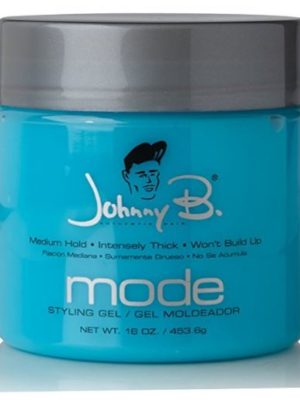 Johnny B.®
Medium Hold • Intensely Thick • Won't Build Up
Fijación Mediana • Sumamente Grueso • No Se Acumula
mode
STYLING GEL / GEL MOLDEADOR
NET WT. 16 OZ. / 453.6g